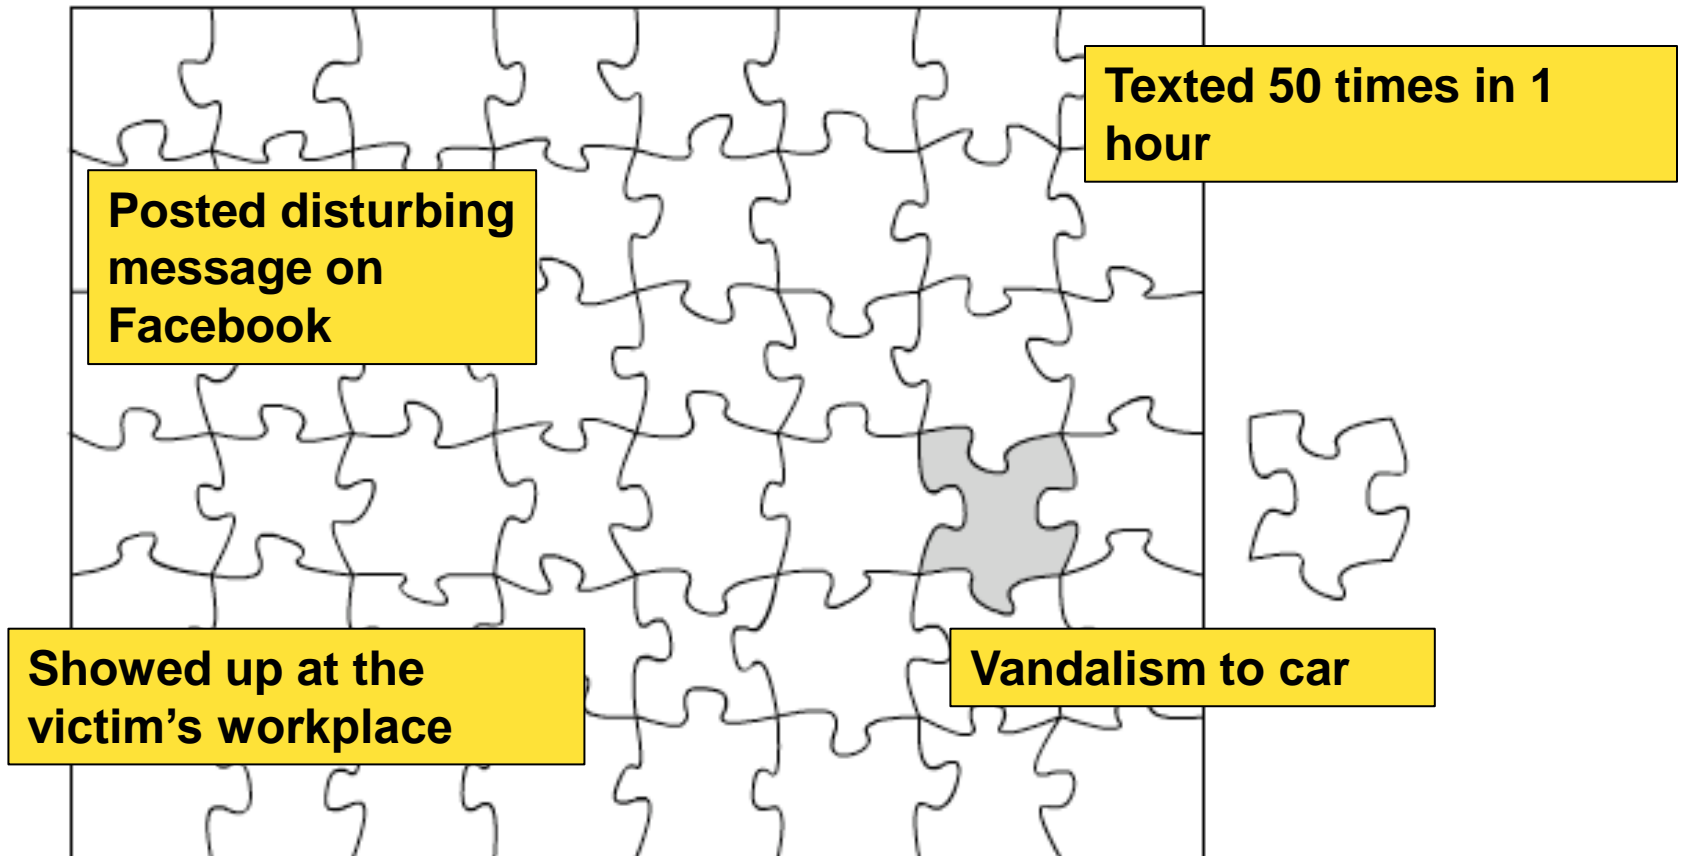 Texted 50 times in 1
hour
Posted disturbing
message on
Facebook
Showed up at the
victim’s workplace
Vandalism to car